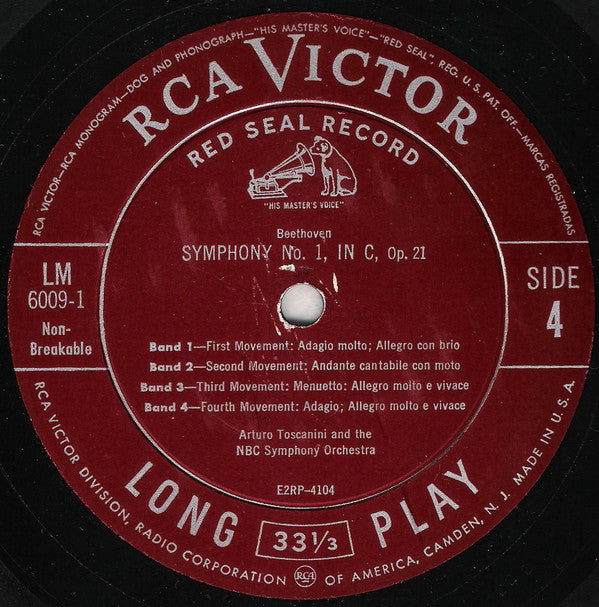 RCA VICTOR—RCA MONOGRAM—DOG AND PHONOGRAPH—"HIS MASTER'S VOICE"—"RED SEAL" REG. U.S. PAT. OFF.—MARCAS REGISTRADAS
RCA VICTOR
RED SEAL RECORD
"HIS MASTER'S VOICE"
Beethoven
SYMPHONY No. 1, IN C, Op. 21
LM
6009-1
Non-
Breakable
SIDE
4
Band 1—First Movement: Adagio molto; Allegro con brio
Band 2—Second Movement: Andante cantabile con moto
Band 3—Third Movement: Menuetto: Allegro molto e vivace
Band 4—Fourth Movement: Adagio; Allegro molto e vivace
Arturo Toscanini and the
NBC Symphony Orchestra
E2RP-4104
LONG 33 1/3 PLAY
RCA VICTOR DIVISION, RADIO CORPORATION RCA OF AMERICA, CAMDEN, N. J. MADE IN U.S.A.